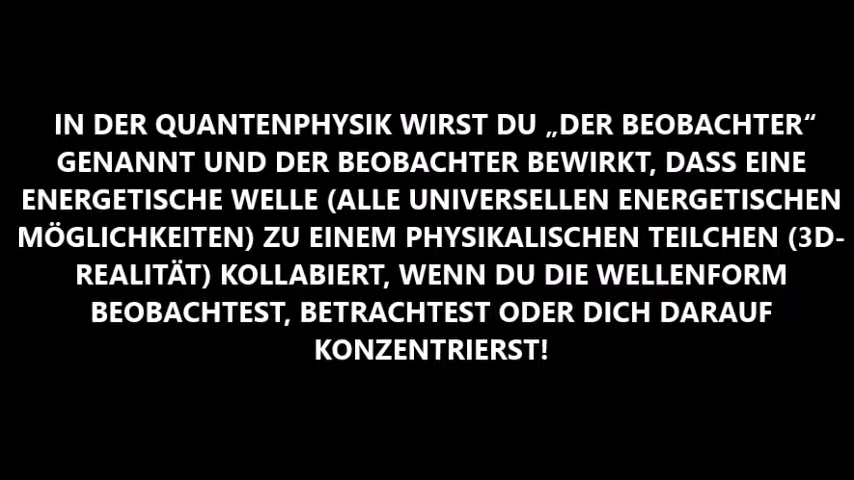 IN DER QUANTENPHYSIK WIRST DU „DER BEOBACHTER“
GENANNT UND DER BEOBACHTER BEWIRKT, DASS EINE
ENERGETISCHE WELLE (ALLE UNIVERSELLEN ENERGETISCHEN
MÖGLICHKEITEN) ZU EINEM PHYSIKALISCHEN TEILCHEN (3D-
REALITÄT) KOLLABIERT, WENN DU DIE WELLENFORM
BEOBACHTEST, BETRACHTEST ODER DICH DARAUF
KONZENTRIERST!